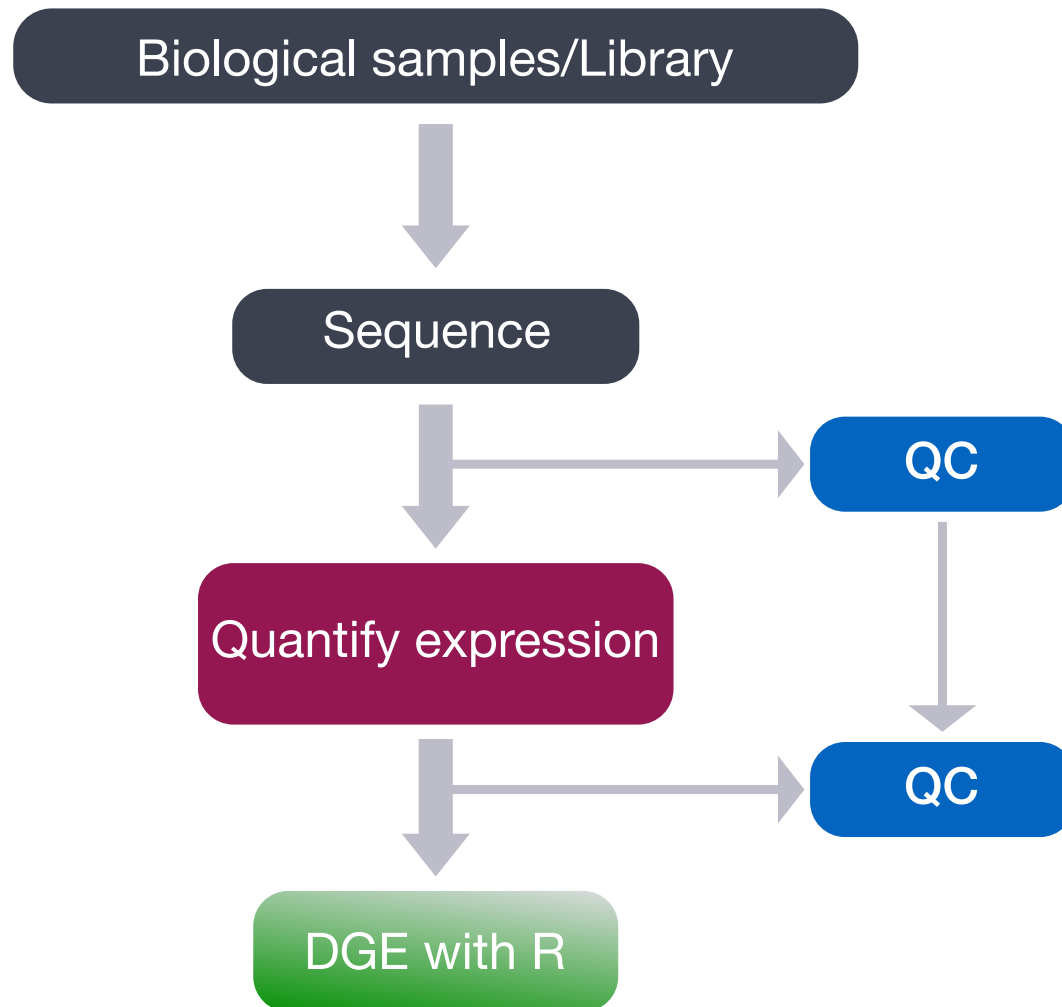 Biological samples/Library
Sequence
QC
Quantify expression
QC
DGE with R